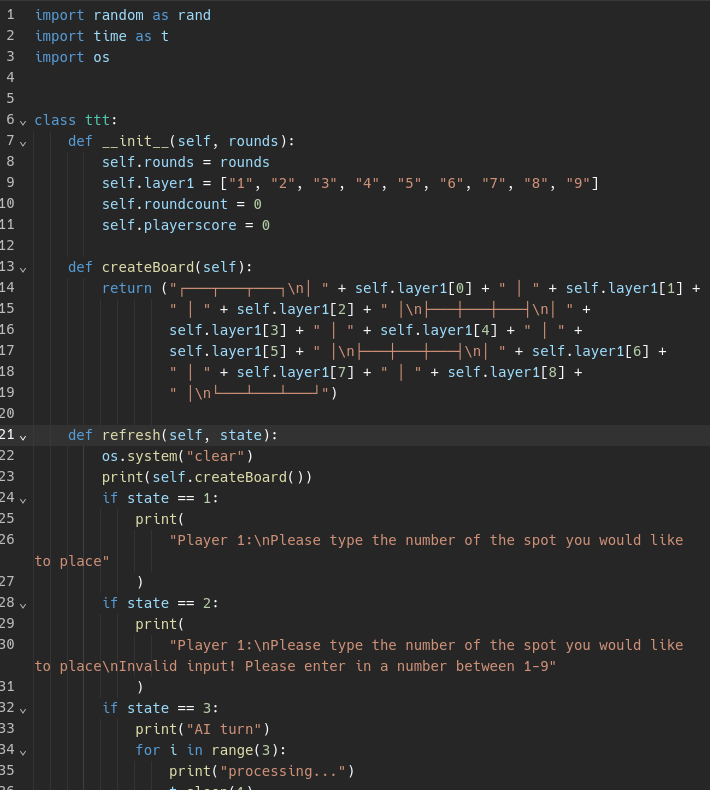 1 import random as rand
2 import time as t
3 import os
4
5
6 class ttt:
7     def __init__(self, rounds):
8         self.rounds = rounds
9         self.layer1 = ["1", "2", "3", "4", "5", "6", "7", "8", "9"]
10         self.roundcount = 0
11         self.playerscore = 0
12
13     def createBoard(self):
14         return ("┌───┬───┬───┐\n│ " + self.layer1[0] + " │ " + self.layer1[1] +
15                 " │ " + self.layer1[2] + " │\n├───┼───┼───┤\n│ " +
16                 self.layer1[3] + " │ " + self.layer1[4] + " │ " +
17                 self.layer1[5] + " │\n├───┼───┼───┤\n│ " + self.layer1[6] +
18                 " │ " + self.layer1[7] + " │ " + self.layer1[8] +
19                 " │\n└───┴───┴───┘")
20
21     def refresh(self, state):
22         os.system("clear")
23         print(self.createBoard())
24         if state == 1:
25             print(
26                 "Player 1:\nPlease type the number of the spot you would like
to place"
27             )
28         if state == 2:
29             print(
30                 "Player 1:\nPlease type the number of the spot you would like
to place\nInvalid input! Please enter in a number between 1-9"
31             )
32         if state == 3:
33             print("AI turn")
34             for i in range(3):
35                 print("processing...")